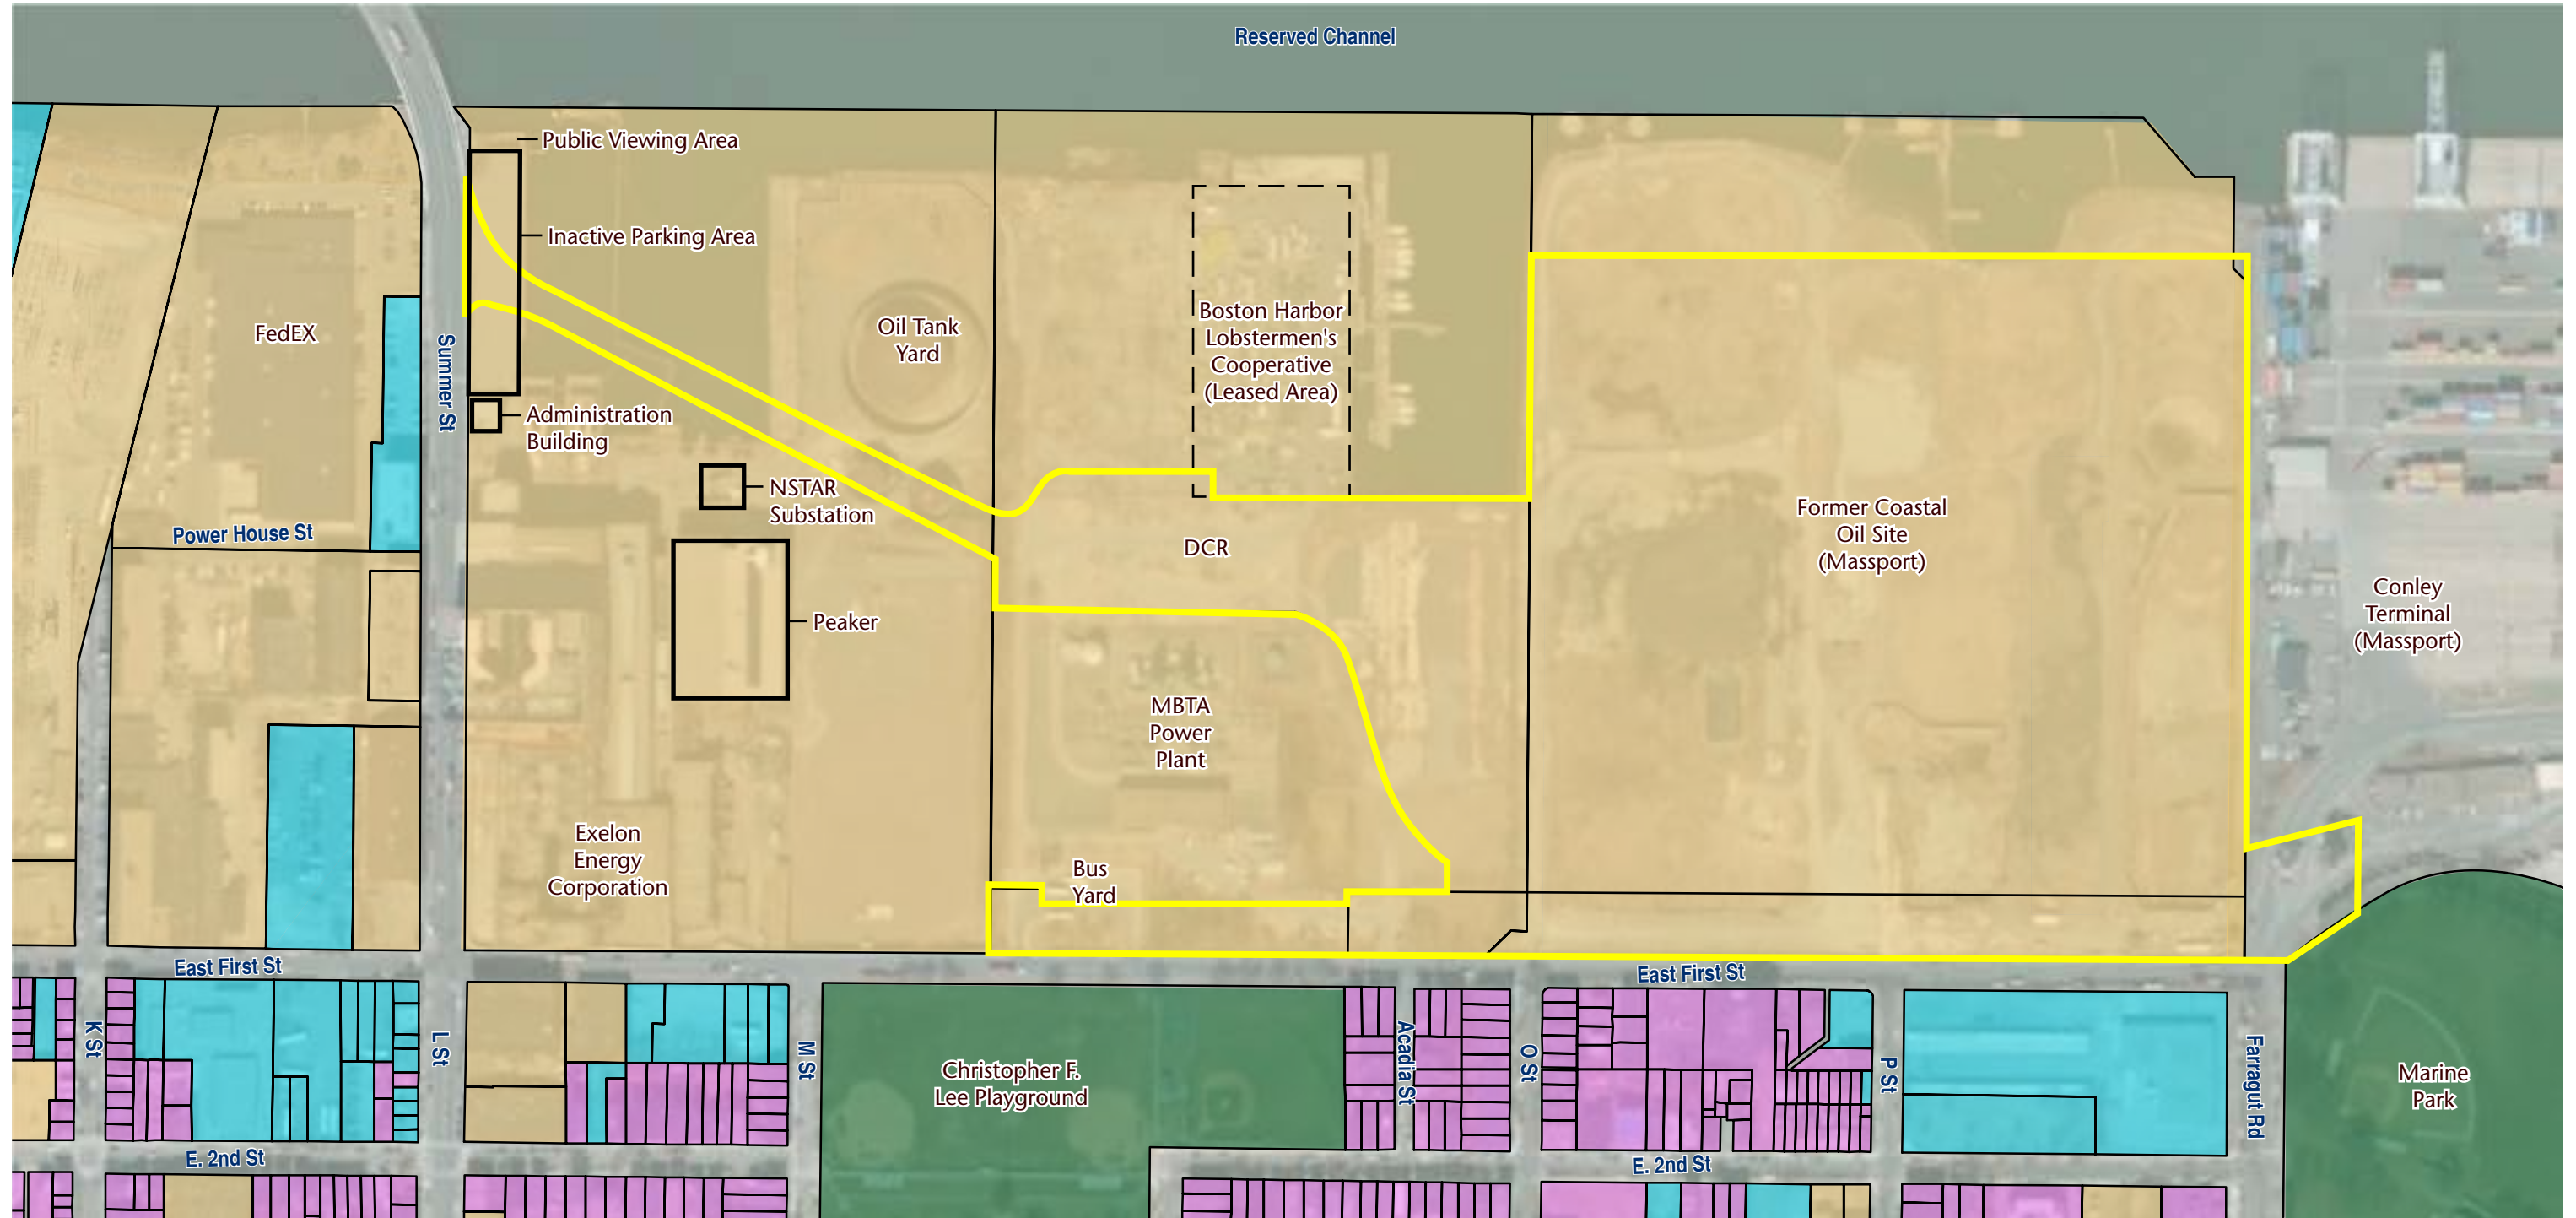 Reserved Channel
Public Viewing Area
Inactive Parking Area
FedEX
Summer St
Oil Tank
Yard
Boston Harbor
Lobstermen's
Cooperative
(Leased Area)
Administration
Building
NSTAR
Substation
Power House St
DCR
Former Coastal
Oil Site
(Massport)
Conley
Terminal
(Massport)
Peaker
MBTA
Power
Plant
Exelon
Energy
Corporation
Bus
Yard
East First St
East First St
K St
L St
M St
Christopher F.
Lee Playground
Acadia St
O St
P St
Farragut Rd
Marine
Park
E. 2nd St
E. 2nd St